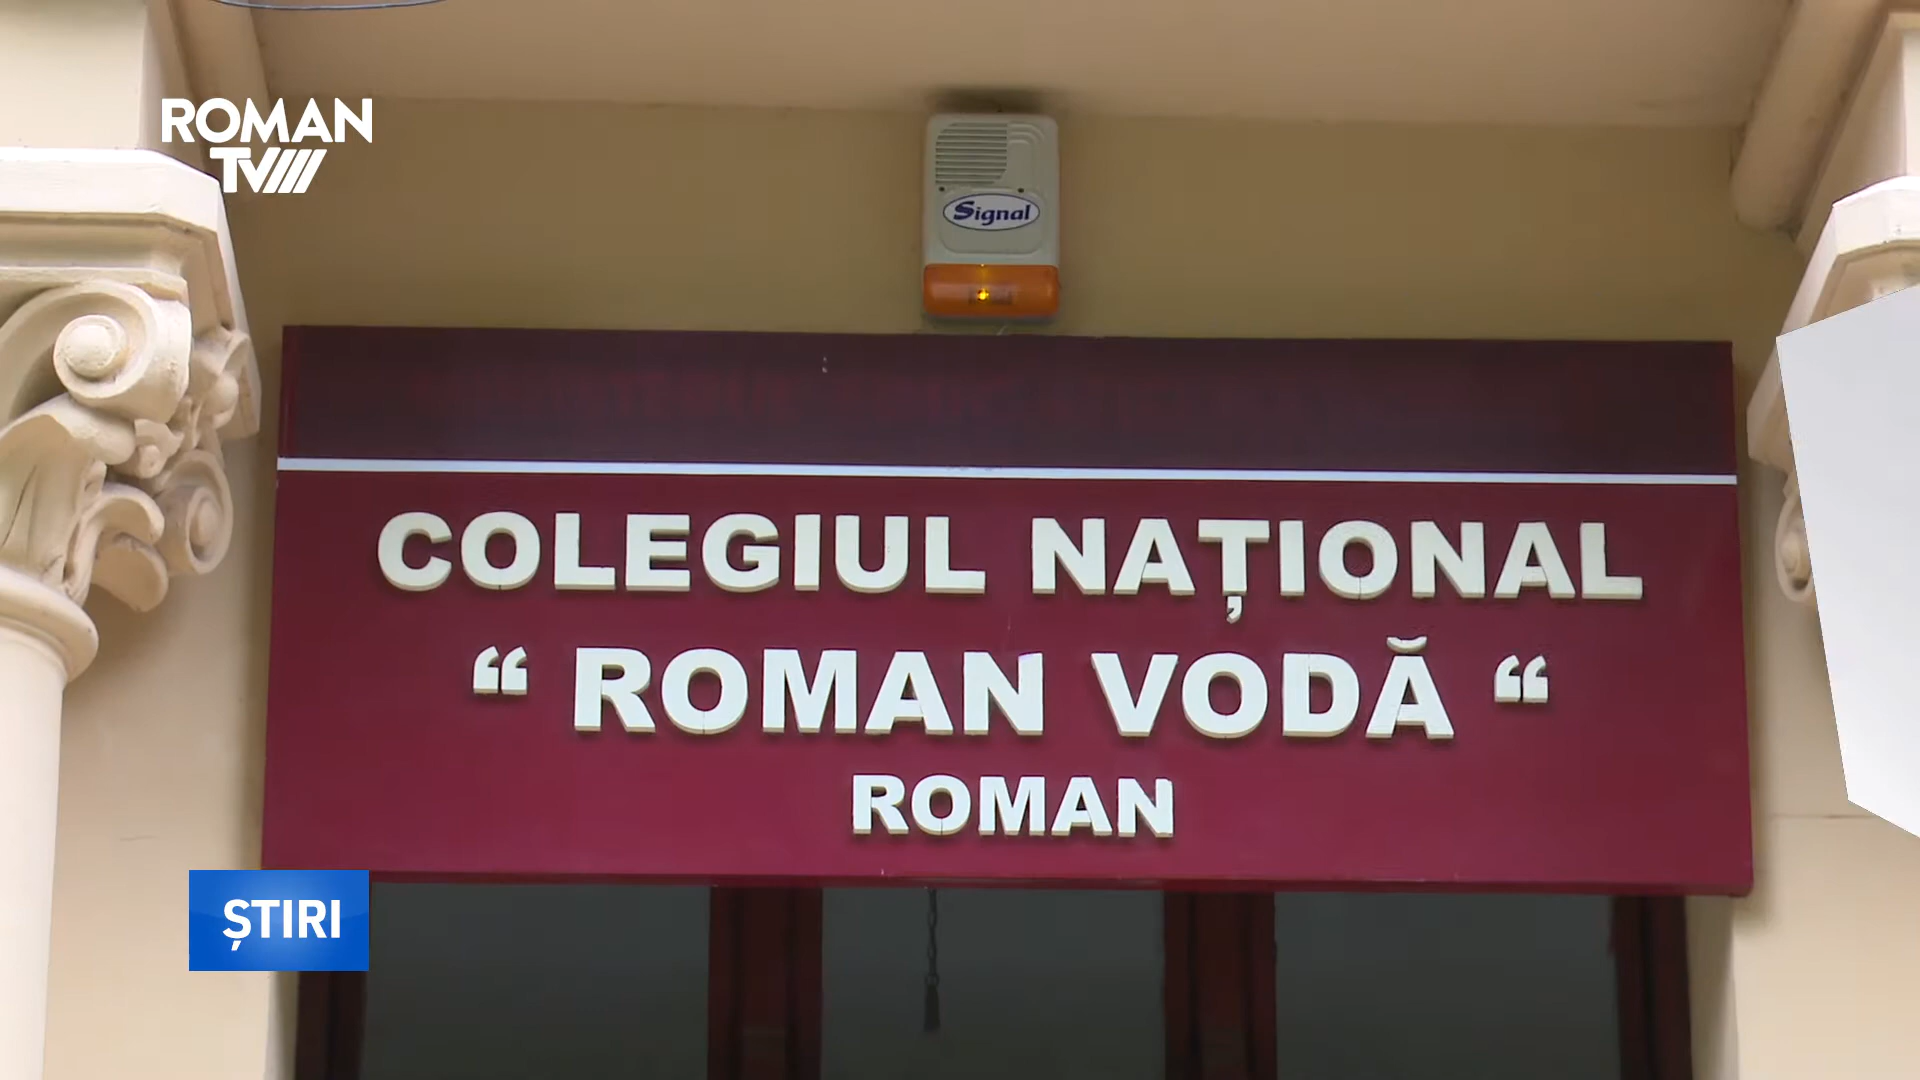 ROMAN
TV
Signal
COLEGIUL NAȚIONAL
“ ROMAN VODĂ “
ROMAN
ȘTIRI